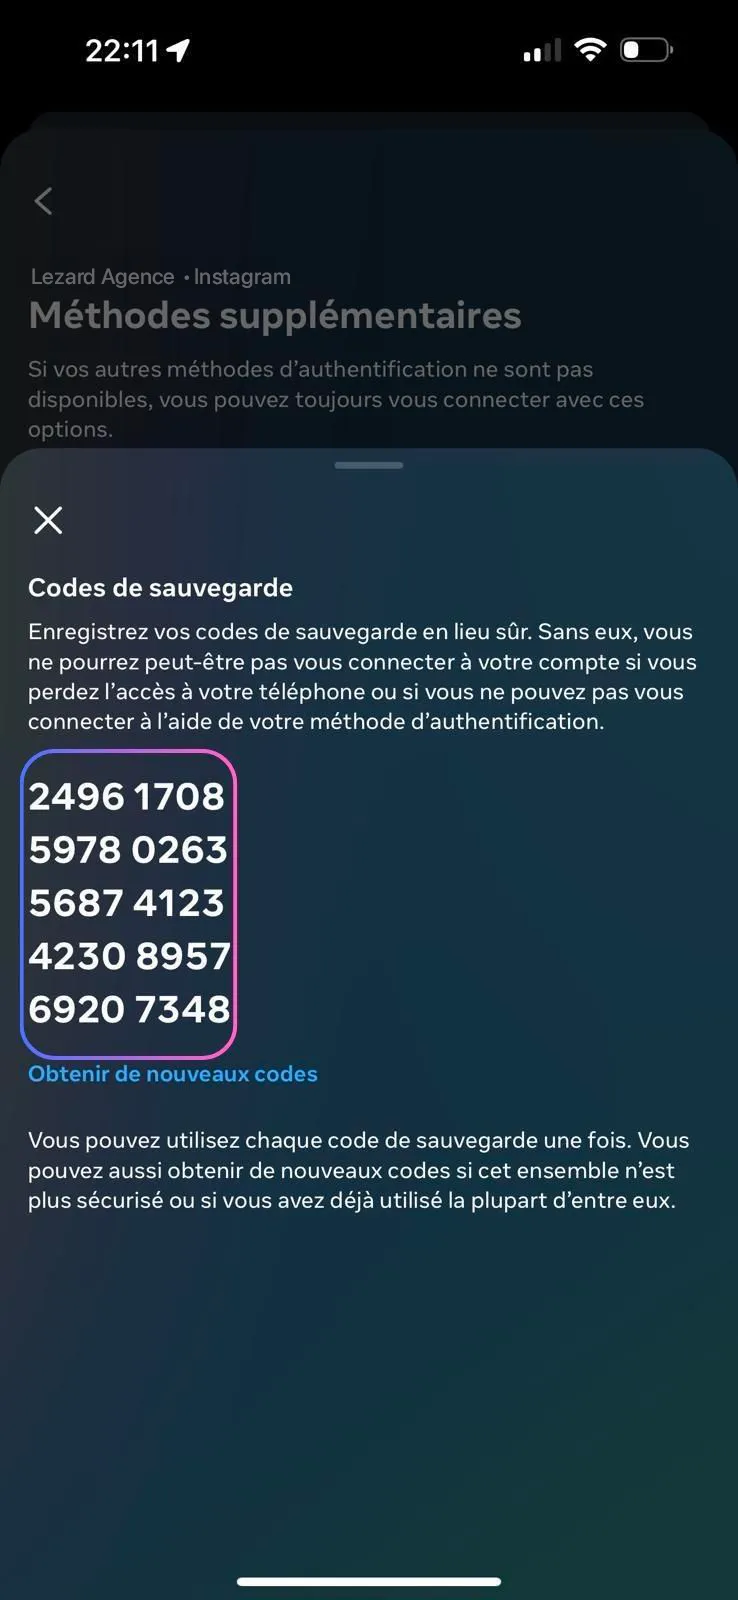 22:11
Lezard Agence • Instagram
Méthodes supplémentaires
Si vos autres méthodes d’authentification ne sont pas
disponibles, vous pouvez toujours vous connecter avec ces
options.
Codes de sauvegarde
Enregistrez vos codes de sauvegarde en lieu sûr. Sans eux, vous
ne pourrez peut-être pas vous connecter à votre compte si vous
perdez l’accès à votre téléphone ou si vous ne pouvez pas vous
connecter à l’aide de votre méthode d’authentification.
2496 1708
5978 0263
5687 4123
4230 8957
6920 7348
Obtenir de nouveaux codes
Vous pouvez utilisez chaque code de sauvegarde une fois. Vous
pouvez aussi obtenir de nouveaux codes si cet ensemble n’est
plus sécurisé ou si vous avez déjà utilisé la plupart d’entre eux.